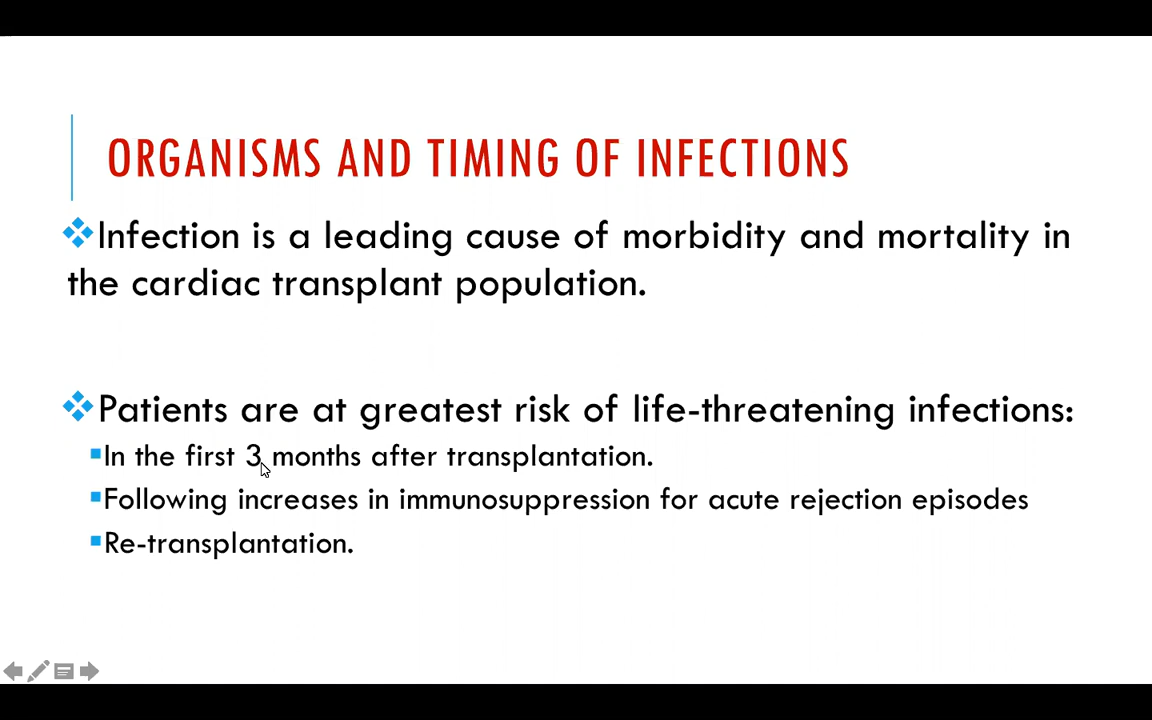 ORGANISMS AND TIMING OF INFECTIONS
Infection is a leading cause of morbidity and mortality in
the cardiac transplant population.
Patients are at greatest risk of life-threatening infections:
In the first 3 months after transplantation.
Following increases in immunosuppression for acute rejection episodes
Re-transplantation.